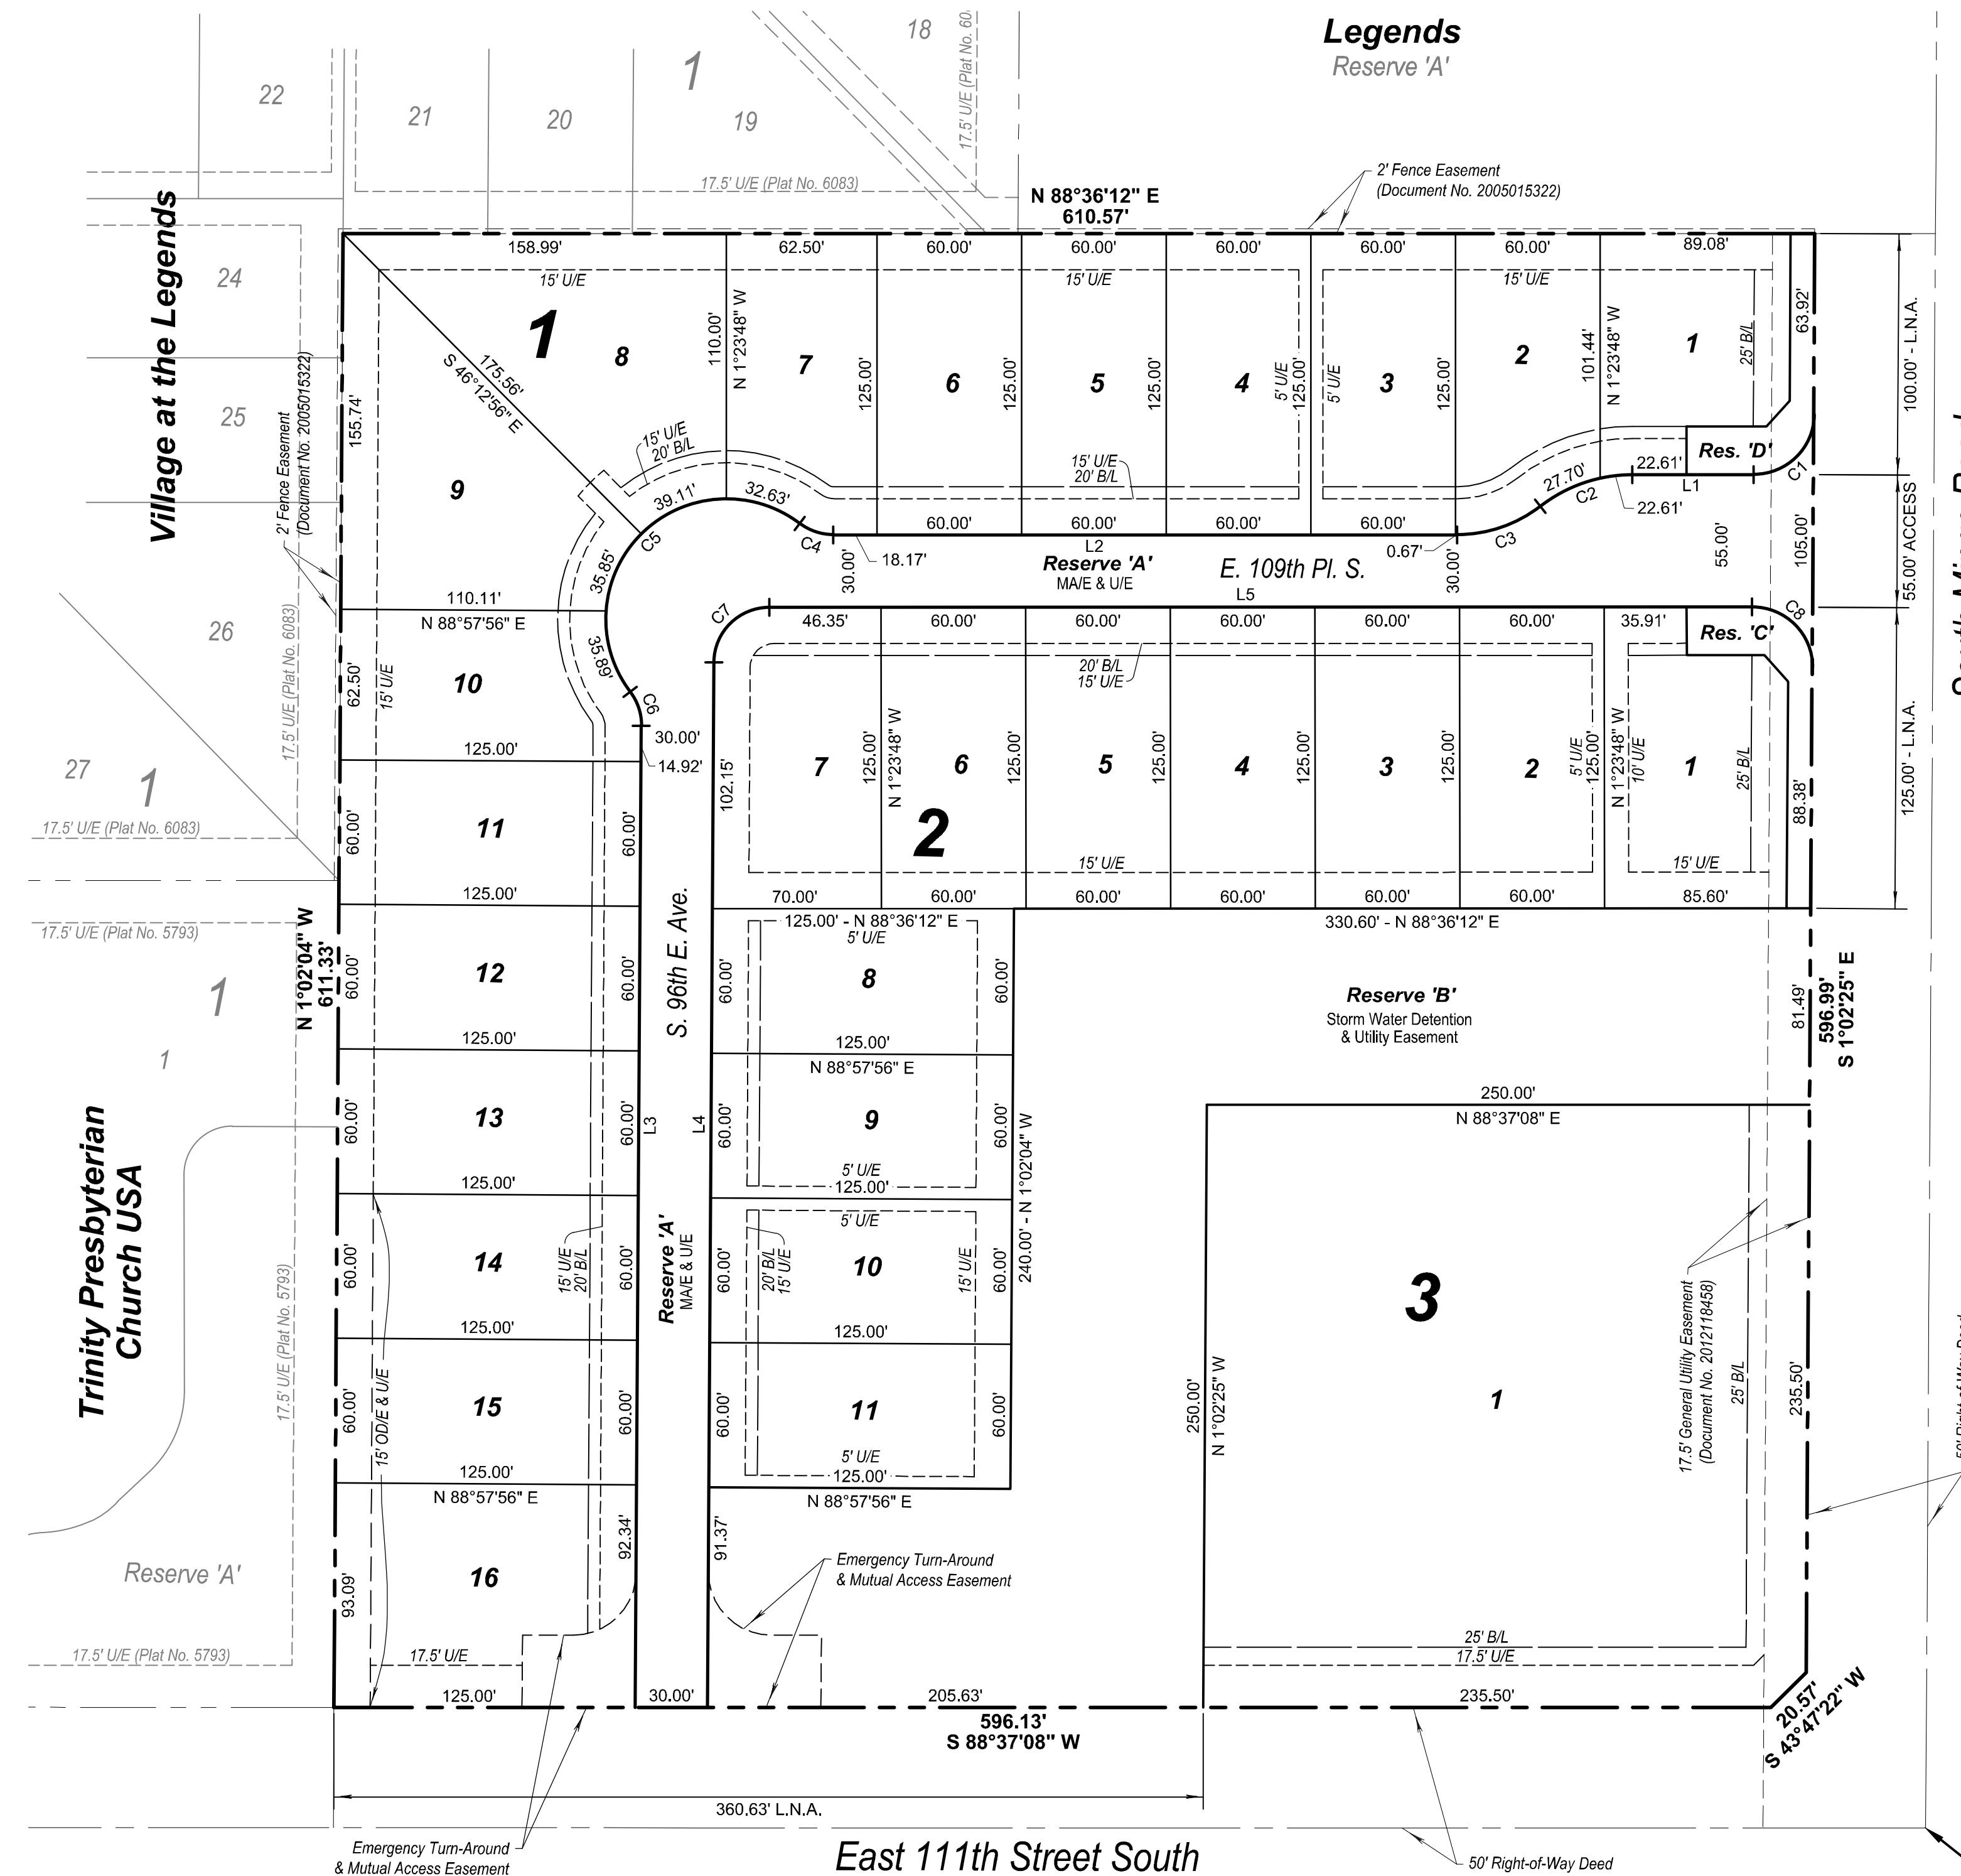 Legends
Reserve 'A'
18
17.5' U/E (Plat No. 60
22
21
20
1
19
17.5' U/E (Plat No. 6083)
N 88°36'12" E
610.57'
2' Fence Easement
(Document No. 2005015322)
158.99'
62.50'
60.00'
60.00'
60.00'
60.00'
60.00'
89.08'
15' U/E
15' U/E
15' U/E
Village at the Legends
24
25
26
27
1
2' Fence Easement
(Document No. 2005015322)
17.5' U/E (Plat No. 6083)
17.5' U/E (Plat No. 6083)
155.74'
1
8
175.56'
S 46°12'56" E
110.00'
N 1°23'48" W
7
125.00'
6
125.00'
5
125.00'
4
5' U/E
125.00'
5' U/E
3
125.00'
2
101.44'
N 1°23'48" W
1
25' B/L
63.92'
100.00' - L.N.A.
9
15' U/E
20' B/L
39.11'
32.63'
C5
C4
35.85'
15' U/E
20' B/L
60.00'
60.00'
60.00'
60.00'
L2
18.17'
30.00'
0.67'
30.00'
27.70'
C2
C3
22.61'
L1
22.61'
Res. 'D'
C1
55.00'
105.00'
55.00' ACCESS
Reserve 'A'
MA/E & U/E
E. 109th Pl. S.
L5
110.11'
N 88°57'56" E
35.89'
C6
C7
10
62.50'
15' U/E
46.35'
60.00'
60.00'
60.00'
60.00'
60.00'
35.91'
Res. 'C'
C8
20' B/L
15' U/E
30.00'
14.92'
102.15'
125.00'
7
125.00'
N 1°23'48" W
6
125.00'
5
125.00'
4
125.00'
3
125.00'
2
5' U/E
125.00'
N 1°23'48" W
10' U/E
1
25' B/L
88.38'
125.00' - L.N.A.
2
15' U/E
15' U/E
70.00'
60.00'
60.00'
60.00'
60.00'
60.00'
85.60'
125.00' - N 88°36'12" E
330.60' - N 88°36'12" E
11
60.00'
60.00'
125.00'
17.5' U/E (Plat No. 5793)
1
1
N 1°02'04" W
611.33'
12
60.00'
60.00'
125.00'
S. 96th E. Ave.
5' U/E
8
60.00'
60.00'
125.00'
N 88°57'56" E
Reserve 'B'
Storm Water Detention
& Utility Easement
81.49'
596.99'
S 1°02'25" E
13
60.00'
60.00'
125.00'
L3
L4
9
60.00'
60.00'
5' U/E
125.00'
240.00' - N 1°02'04" W
250.00'
N 88°37'08" E
Trinity Presbyterian
Church USA
17.5' U/E (Plat No. 5793)
14
60.00'
60.00'
125.00'
15' U/E
20' B/L
Reserve 'A'
MA/E & U/E
5' U/E
10
60.00'
60.00'
20' B/L
15' U/E
15' U/E
125.00'
3
1
250.00'
N 1°02'25" W
17.5' General Utility Easement
(Document No. 2012118458)
25' B/L
235.50'
15
60.00'
60.00'
15' OD/E & U/E
125.00'
N 88°57'56" E
11
60.00'
60.00'
5' U/E
125.00'
N 88°57'56" E
16
93.09'
92.34'
91.37'
Emergency Turn-Around
& Mutual Access Easement
Reserve 'A'
17.5' U/E (Plat No. 5793)
17.5' U/E
25' B/L
17.5' U/E
125.00'
30.00'
205.63'
235.50'
596.13'
S 88°37'08" W
20.57'
S 43°47'22" W
360.63' L.N.A.
Emergency Turn-Around
& Mutual Access Easement
East 111th Street South
50' Right-of-Way Deed